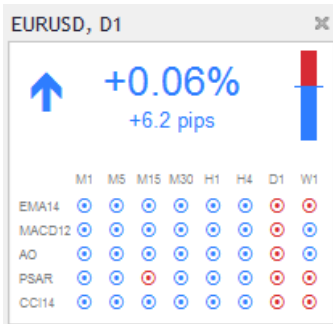 EURUSD, D1
+0.06%
+6.2 pips
M1 M5 M15 M30 H1 H4 D1 W1
EMA14
MACD12
AO
PSAR
CCI14